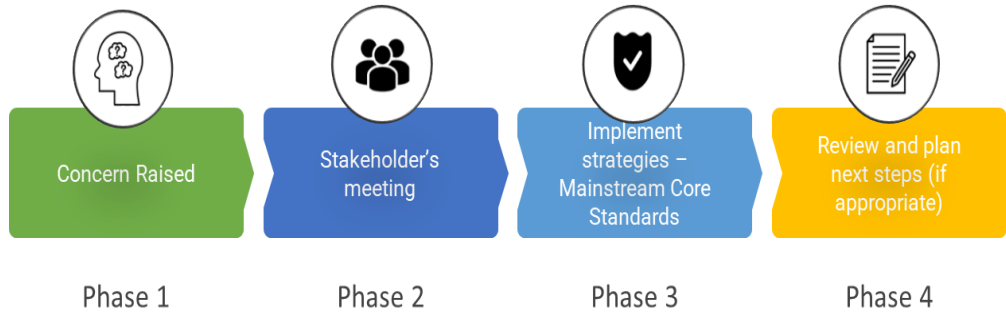 Concern Raised
Stakeholder's
meeting
Implement
strategies –
Mainstream Core
Standards
Review and plan
next steps (if
appropriate)
Phase 1
Phase 2
Phase 3
Phase 4